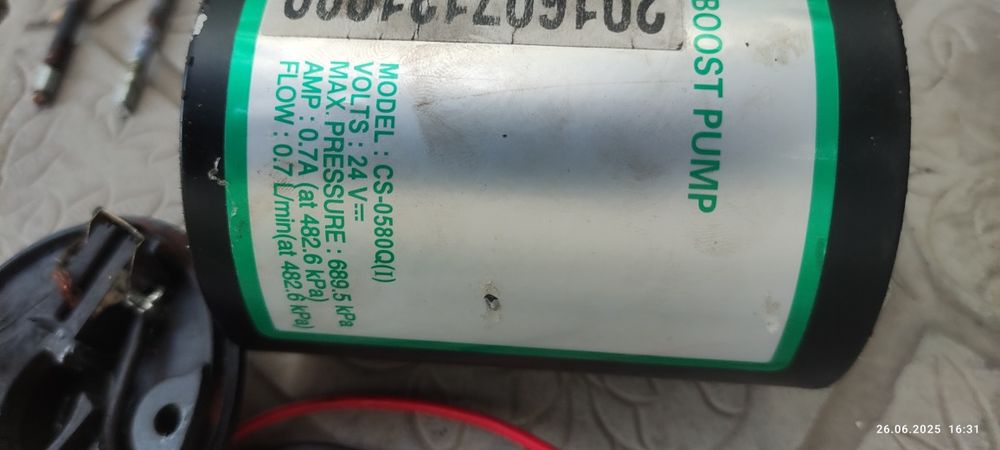 BOOST PUMP
MODEL : CS-0580Q(1)
VOLTS : 24 V⎓
MAX. PRESSURE : 689.5 kPa
AMP : 0.7A (at 482.6 kPa)
FLOW : 0.7 L/min(at 482.6 kPa)
26.06.2025 16:31